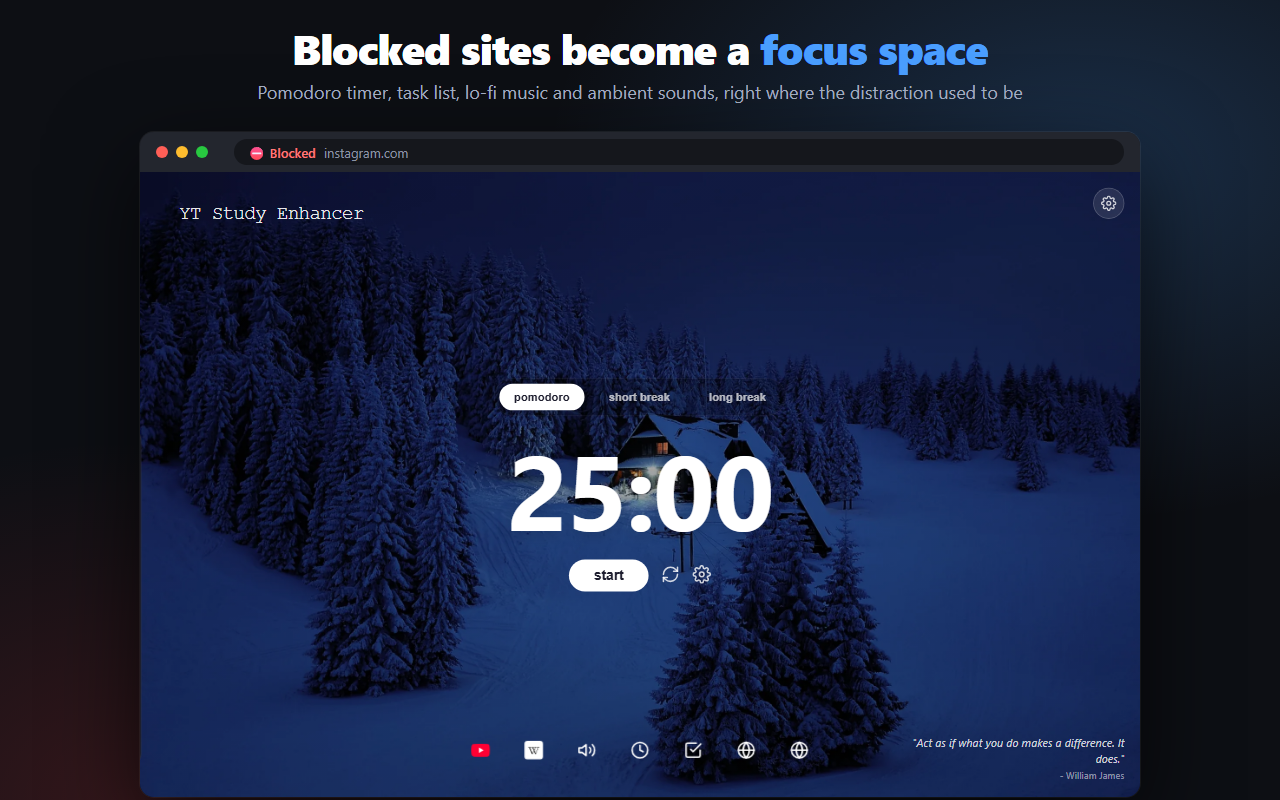 Blocked sites become a focus space
Pomodoro timer, task list, lo-fi music and ambient sounds, right where the distraction used to be
Blocked instagram.com
YT Study Enhancer
pomodoro short break long break
25:00
start
W
"Act as if what you do makes a difference. It
does."
- William James